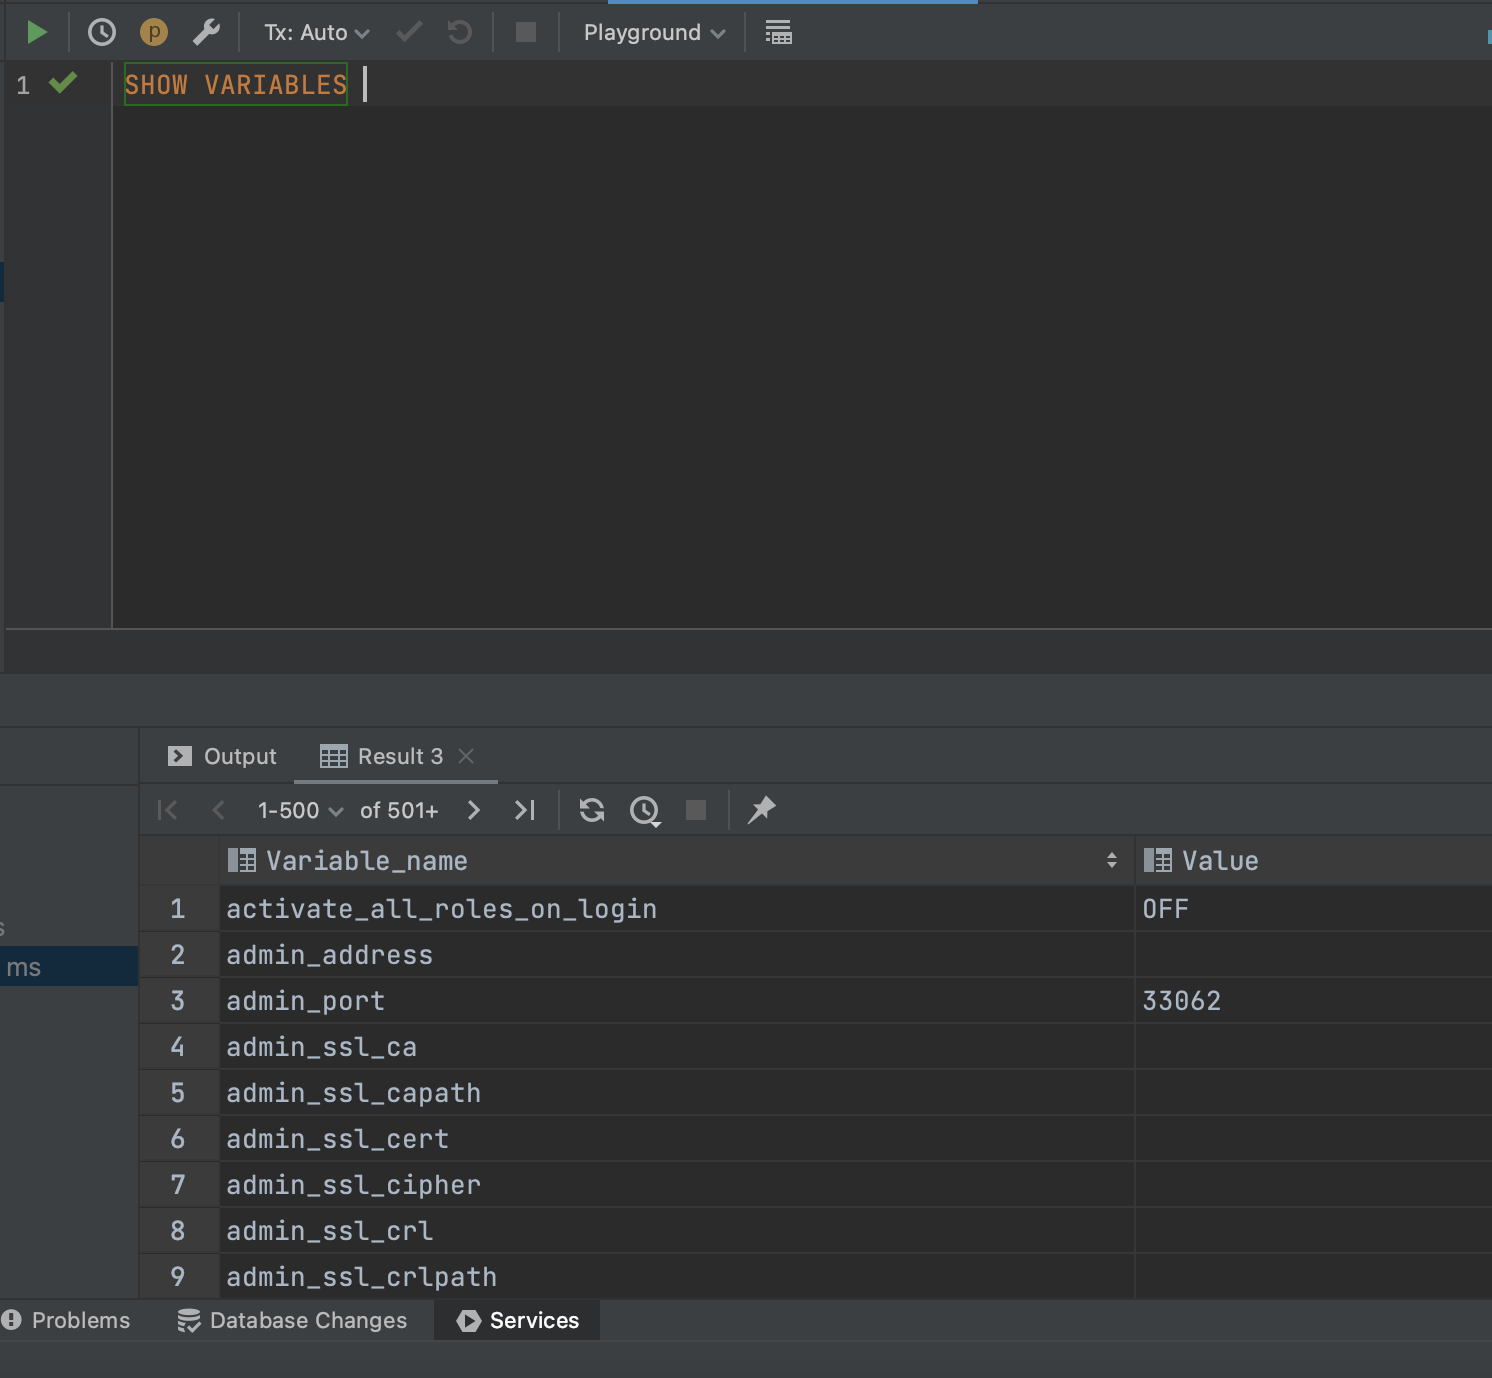 p Tx: Auto Playground
1 SHOW VARIABLES
Output Result 3
1-500 of 501+
Variable_name Value
1 activate_all_roles_on_login OFF
2 admin_address
ms
3 admin_port 33062
4 admin_ssl_ca
5 admin_ssl_capath
6 admin_ssl_cert
7 admin_ssl_cipher
8 admin_ssl_crl
9 admin_ssl_crlpath
Problems Database Changes Services